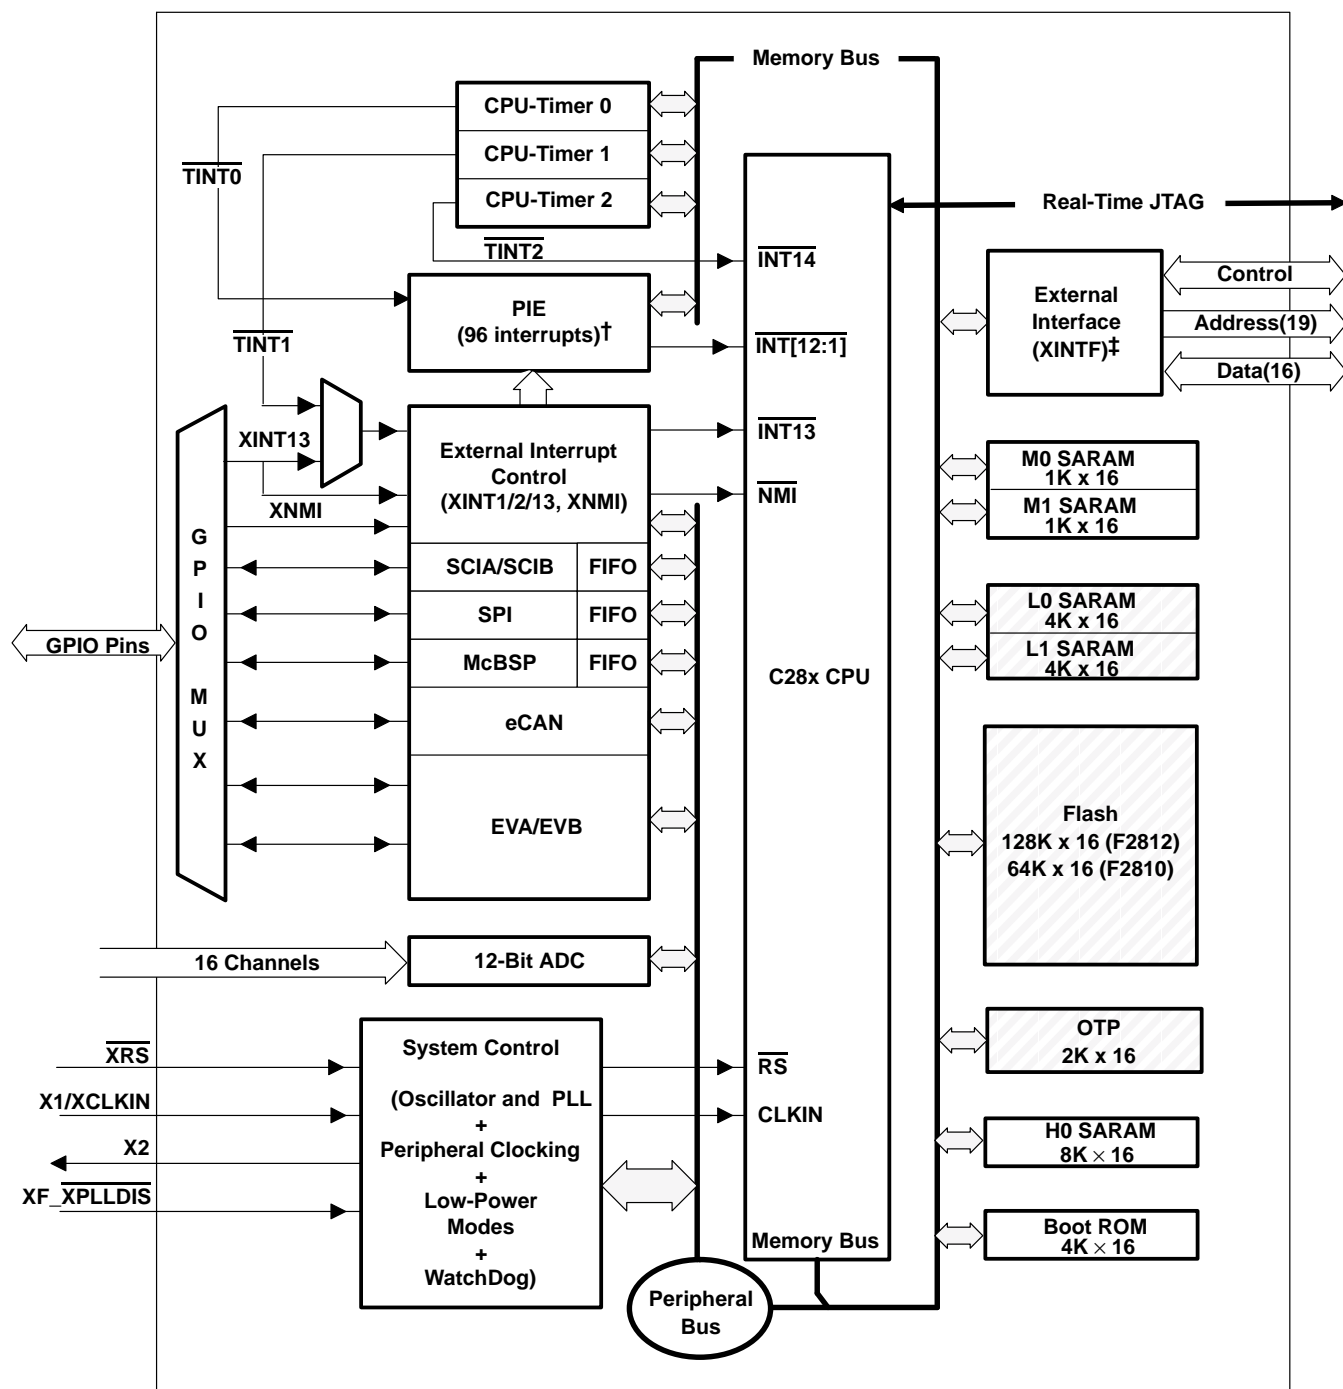 Memory Bus
CPU-Timer 0
CPU-Timer 1
CPU-Timer 2
TINT0
TINT2
TINT1
Real-Time JTAG
INT14
PIE
(96 interrupts)†
INT[12:1]
External
Interface
(XINTF)‡
Control
Address(19)
Data(16)
XINT13
XNMI
External Interrupt
Control
(XINT1/2/13, XNMI)
INT13
NMI
M0 SARAM
1K x 16
M1 SARAM
1K x 16
G
P
I
O
M
U
X
GPIO Pins
SCIA/SCIB
FIFO
SPI
FIFO
McBSP
FIFO
eCAN
EVA/EVB
C28x CPU
L0 SARAM
4K x 16
L1 SARAM
4K x 16
Flash
128K x 16 (F2812)
64K x 16 (F2810)
16 Channels
12-Bit ADC
OTP
2K x 16
XRS
X1/XCLKIN
X2
XF_XPLLDIS
System Control
(Oscillator and PLL
+
Peripheral Clocking
+
Low-Power
Modes
+
WatchDog)
RS
CLKIN
H0 SARAM
8K × 16
Boot ROM
4K × 16
Memory Bus
Peripheral
Bus